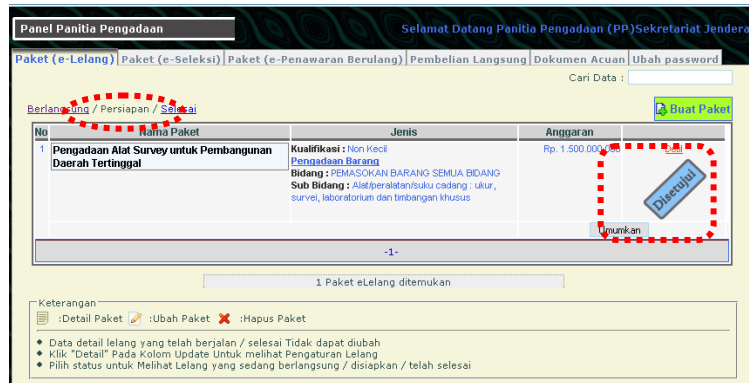 Panel Panitia Pengadaan
Selamat Datang Panitia Pengadaan (PP)Sekretariat Jendera
Paket (e-Lelang) Paket (e-Seleksi) Paket (e-Penawaran Berulang) Pembelian Langsung Dokumen Acuan Ubah password
Cari Data :
Berlangsung / Persiapan / Selesai
Buat Paket
No Nama Paket Jenis Anggaran
1 Pengadaan Alat Survey untuk Pembangunan Daerah Tertinggal
Kualifikasi : Non Kecil
Pengadaan Barang
Bidang : PEMASOKAN BARANG SEMUA BIDANG
Sub Bidang : Alat/peralatan/suku cadang : ukur,
survei, laboratorium dan timbangan khusus
Rp. 1.500.000.000
Detil
Disetujui
Umumkan
-1-
1 Paket eLelang ditemukan
Keterangan
:Detail Paket :Ubah Paket :Hapus Paket
Data detail lelang yang telah berjalan / selesai Tidak dapat diubah
Klik "Detail" Pada Kolom Update Untuk melihat Pengaturan Lelang
Pilih status untuk Melihat Lelang yang sedang berlangsung / disiapkan / telah selesai